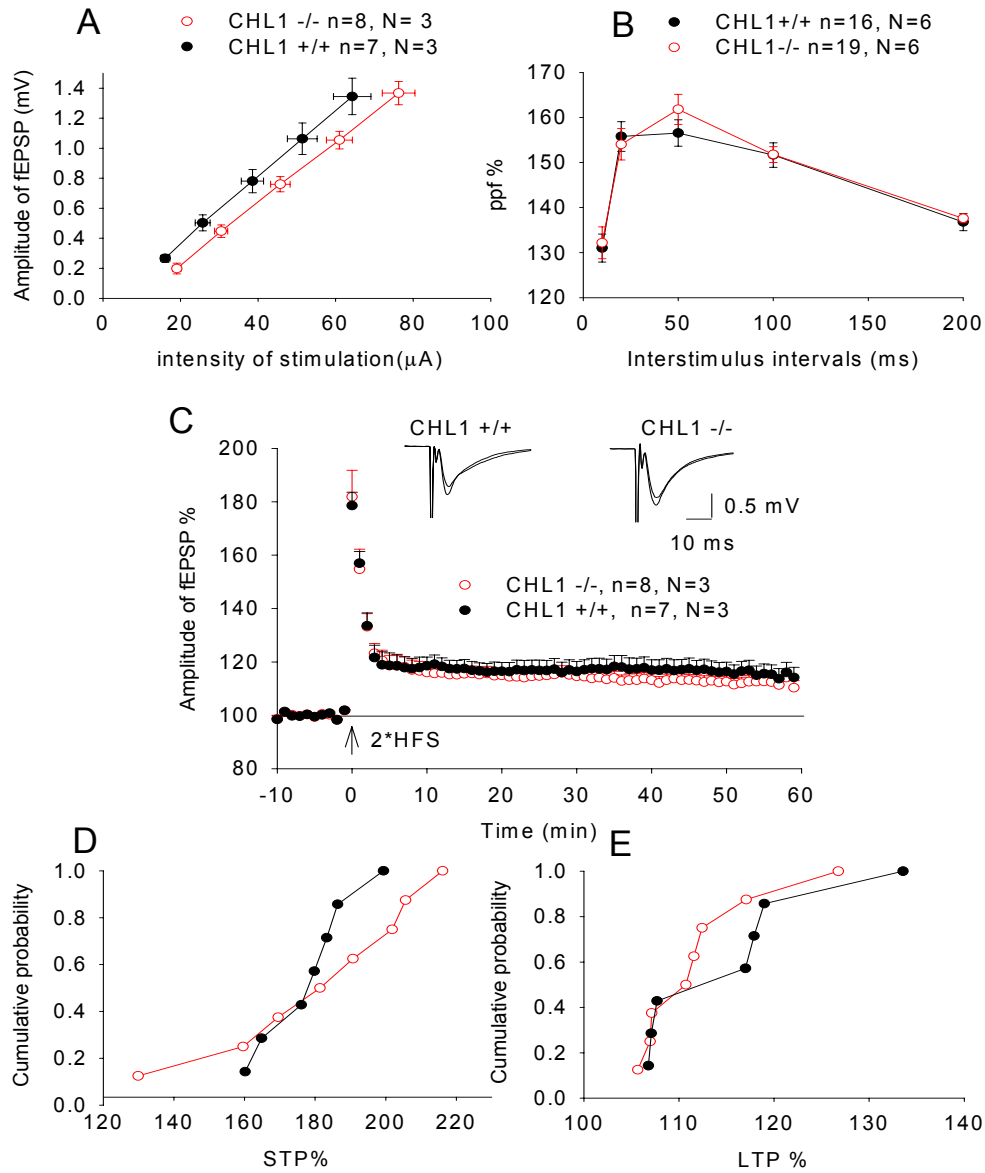 A
CHL1 -/- n=8, N= 3
CHL1 +/+ n=7, N=3
Amplitude of fEPSP (mV)
1.4
1.2
1.0
0.8
0.6
0.4
0.2
0.0
0 20 40 60 80 100
intensity of stimulation(μA)
B
CHL1+/+ n=16, N=6
CHL1-/- n=19, N=6
ppf %
170
160
150
140
130
120
0 50 100 150 200
Interstimulus intervals (ms)
C
CHL1 +/+
CHL1 -/-
0.5 mV
10 ms
CHL1 -/-, n=8, N=3
CHL1 +/+, n=7, N=3
Amplitude of fEPSP %
200
180
160
140
120
100
80
2*HFS
-10 0 10 20 30 40 50 60
Time (min)
D
Cumulative probability
1.0
0.8
0.6
0.4
0.2
0.0
120 140 160 180 200 220
STP%
E
Cumulative probability
1.0
0.8
0.6
0.4
0.2
0.0
100 110 120 130 140
LTP %